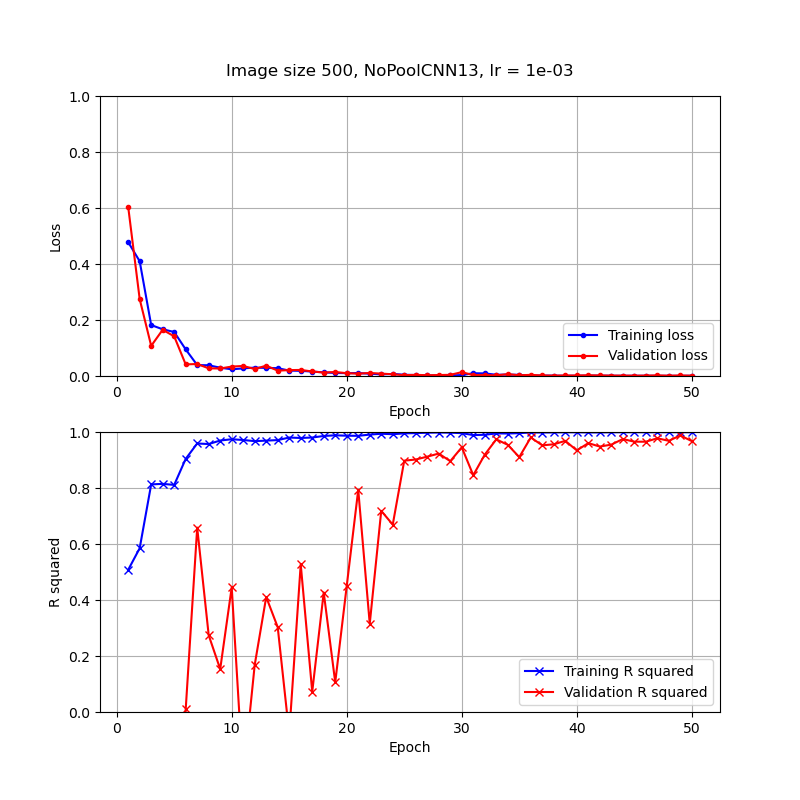 Image size 500, NoPoolCNN13, lr = 1e-03
1.0
0.8
0.6
0.4
0.2
0.0
Loss
Training loss
Validation loss
0 10 20 30 40 50
Epoch
1.0
0.8
0.6
0.4
0.2
0.0
R squared
Training R squared
Validation R squared
0 10 20 30 40 50
Epoch